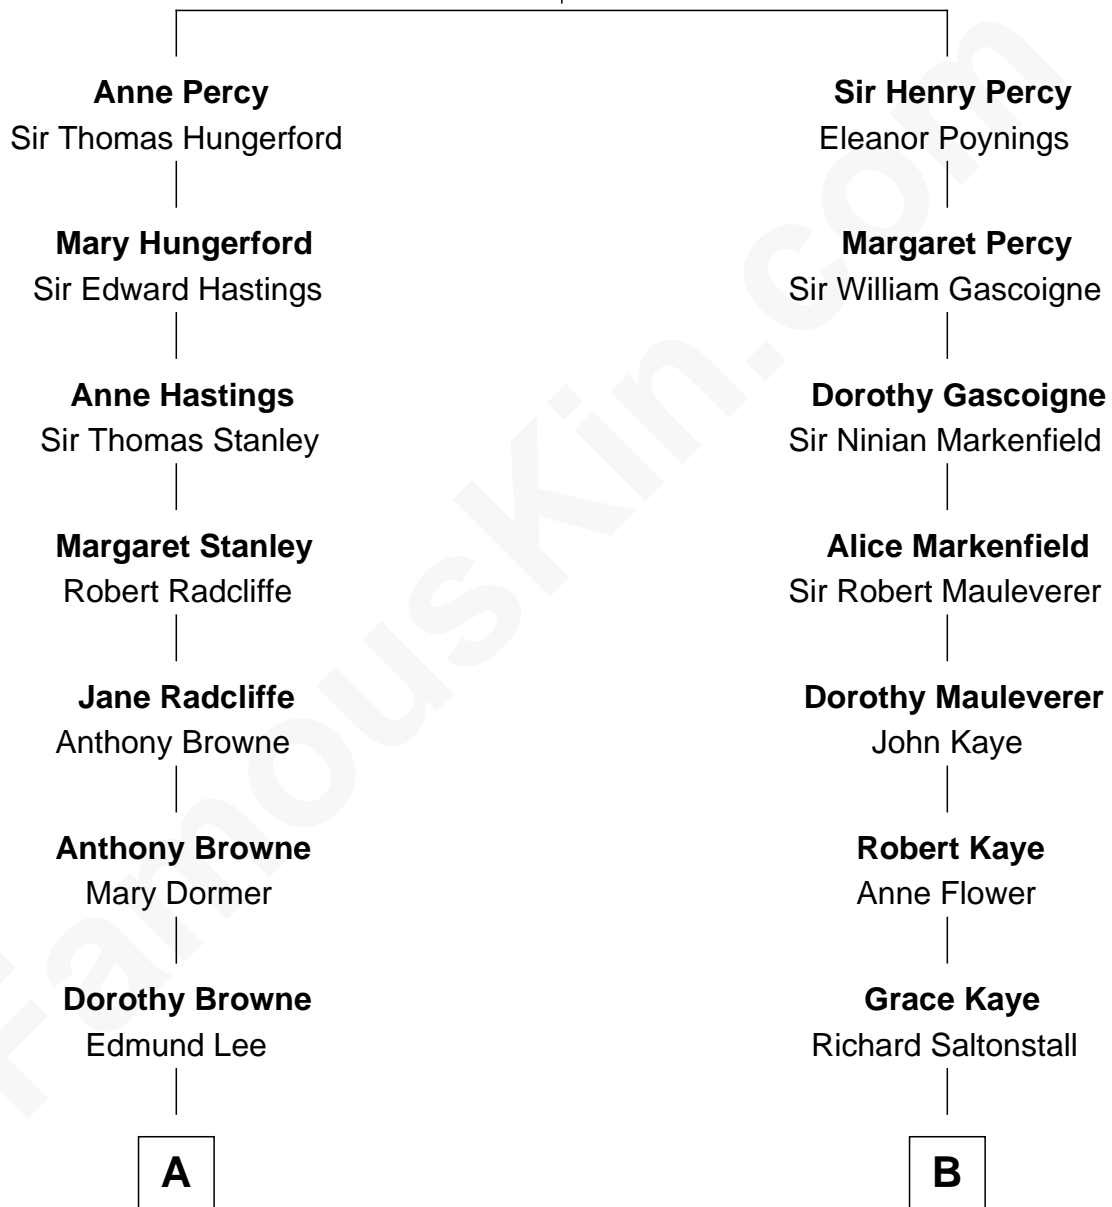 Anne Percy
Sir Thomas Hungerford
Mary Hungerford
Sir Edward Hastings
Anne Hastings
Sir Thomas Stanley
Margaret Stanley
Robert Radcliffe
Jane Radcliffe
Anthony Browne
Anthony Browne
Mary Dormer
Dorothy Browne
Edmund Lee
A
Sir Henry Percy
Eleanor Poynings
Margaret Percy
Sir William Gascoigne
Dorothy Gascoigne
Sir Ninian Markenfield
Alice Markenfield
Sir Robert Mauleverer
Dorothy Mauleverer
John Kaye
Robert Kaye
Anne Flower
Grace Kaye
Richard Saltonstall
B
FamousKin.com